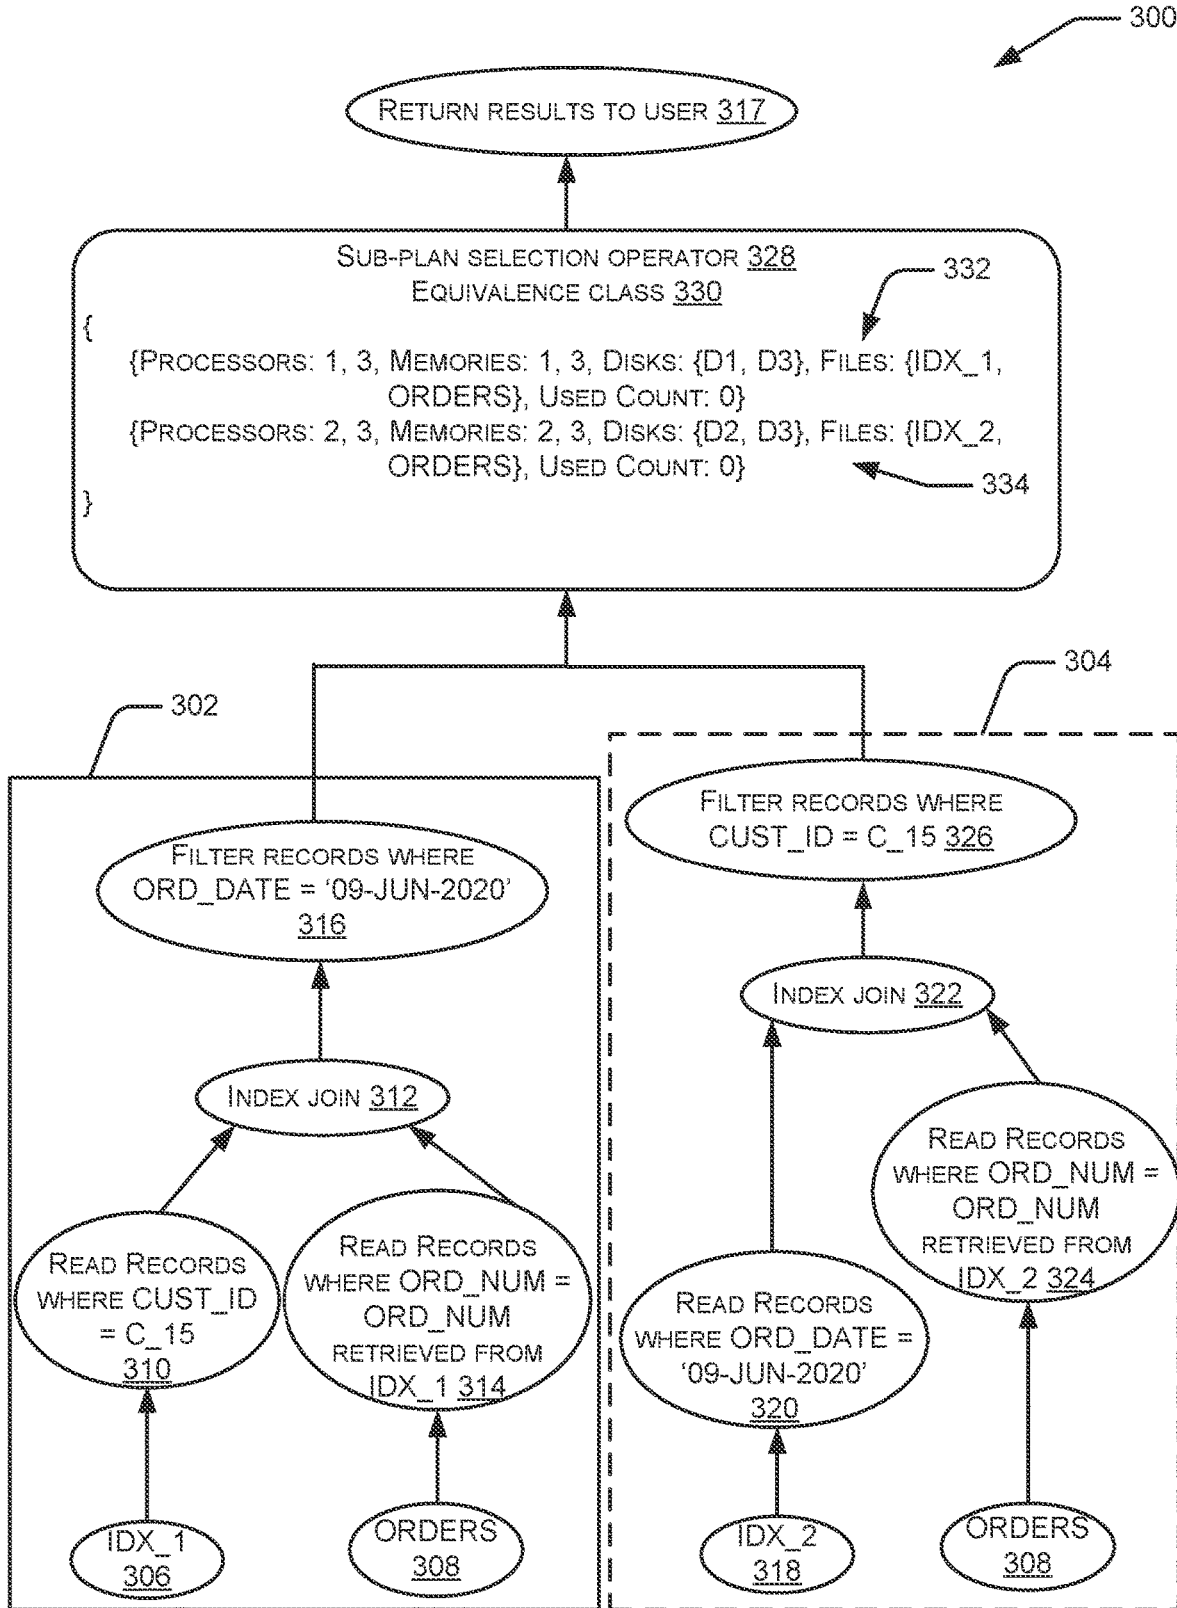 300
RETURN RESULTS TO USER 317
SUB-PLAN SELECTION OPERATOR 328
EQUIVALENCE CLASS 330
332
{
{PROCESSORS: 1, 3, MEMORIES: 1, 3, DISKS: {D1, D3}, FILES: {IDX_1,
ORDERS}, USED COUNT: 0}
{PROCESSORS: 2, 3, MEMORIES: 2, 3, DISKS: {D2, D3}, FILES: {IDX_2,
ORDERS}, USED COUNT: 0}
334
}
302
FILTER RECORDS WHERE
ORD_DATE = '09-JUN-2020'
316
INDEX JOIN 312
READ RECORDS
WHERE CUST_ID
= C_15
310
READ RECORDS
WHERE ORD_NUM =
ORD_NUM
RETRIEVED FROM
IDX_1 314
IDX_1
306
ORDERS
308
304
FILTER RECORDS WHERE
CUST_ID = C_15 326
INDEX JOIN 322
READ RECORDS
WHERE ORD_DATE =
'09-JUN-2020'
320
READ RECORDS
WHERE ORD_NUM =
ORD_NUM
RETRIEVED FROM
IDX_2 324
IDX_2
318
ORDERS
308